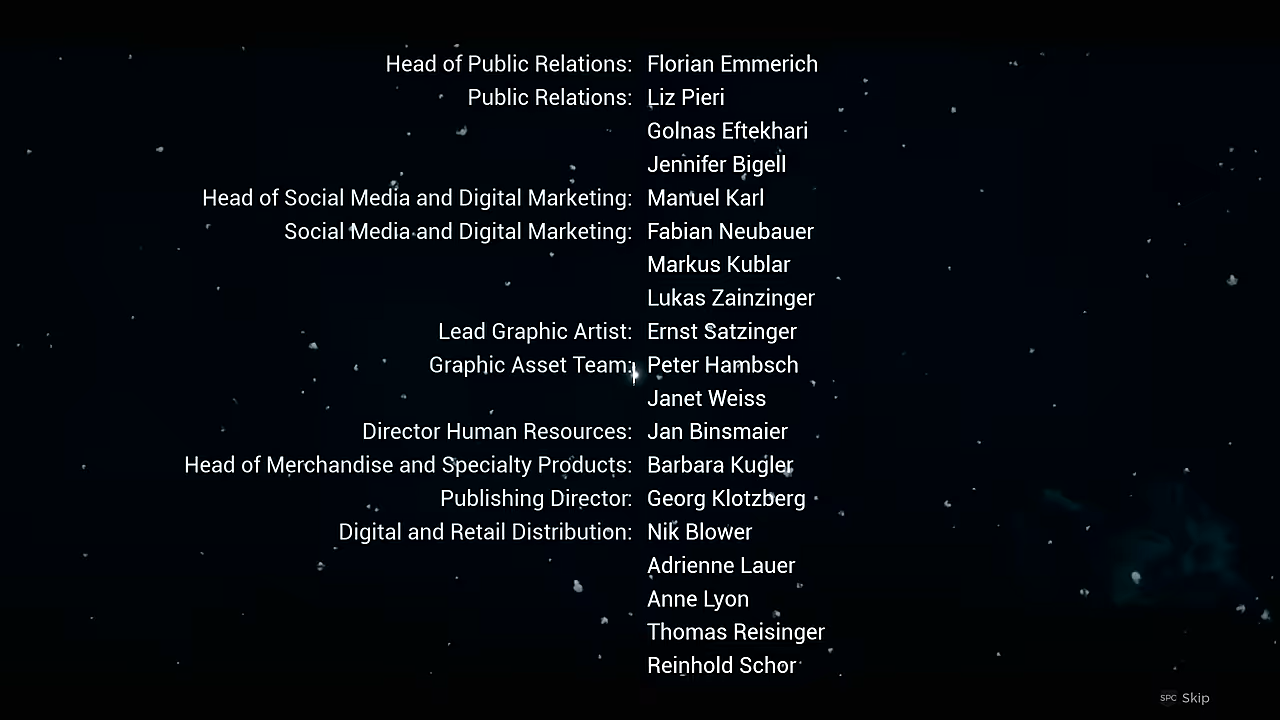 Head of Public Relations: Florian Emmerich
Public Relations: Liz Pieri
Golnas Eftekhari
Jennifer Bigell
Head of Social Media and Digital Marketing: Manuel Karl
Social Media and Digital Marketing: Fabian Neubauer
Markus Kublar
Lukas Zainzinger
Lead Graphic Artist: Ernst Satzinger
Graphic Asset Team: Peter Hambsch
Janet Weiss
Director Human Resources: Jan Binsmaier
Head of Merchandise and Specialty Products: Barbara Kugler
Publishing Director: Georg Klotzberg
Digital and Retail Distribution: Nik Blower
Adrienne Lauer
Anne Lyon
Thomas Reisinger
Reinhold Schor
SPC Skip